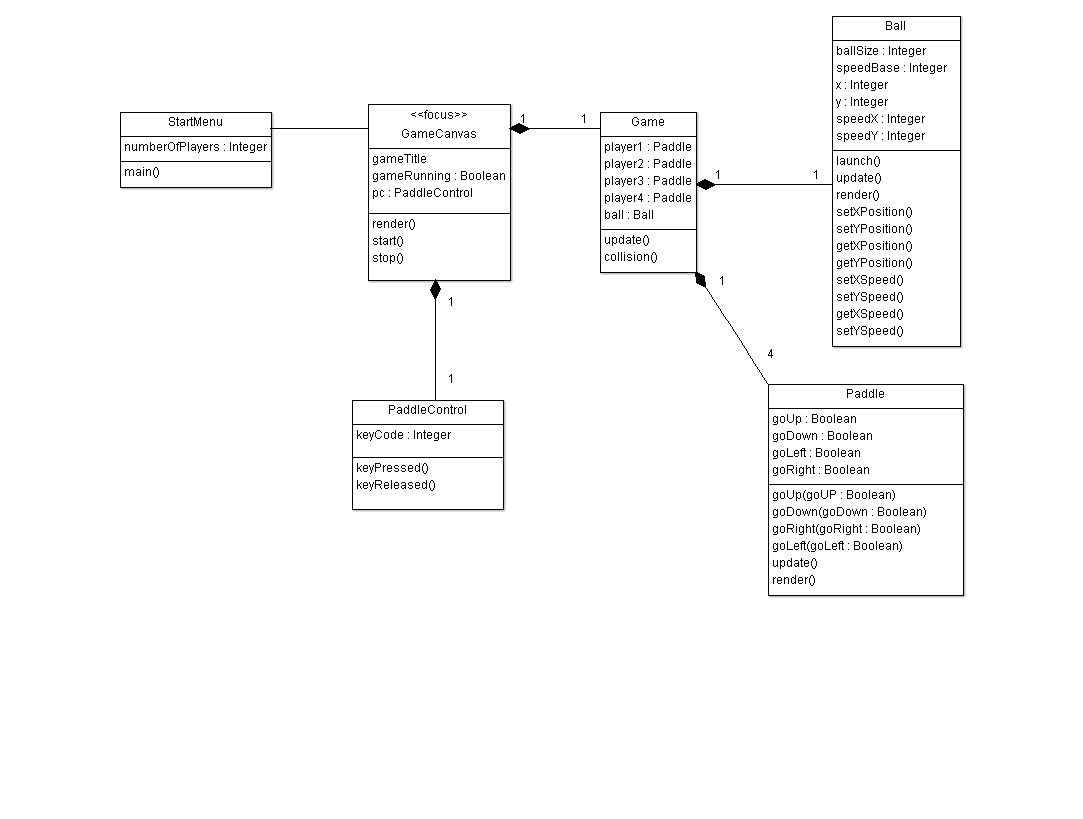 StartMenu
numberOfPlayers : Integer
main()
<<focus>>
GameCanvas
gameTitle
gameRunning : Boolean
pc : PaddleControl
render()
start()
stop()
1
1
1
1
PaddleControl
keyCode : Integer
keyPressed()
keyReleased()
Game
player1 : Paddle
player2 : Paddle
player3 : Paddle
player4 : Paddle
ball : Ball
update()
collision()
1
1
1
4
Ball
ballSize : Integer
speedBase : Integer
x : Integer
y : Integer
speedX : Integer
speedY : Integer
launch()
update()
render()
setXPosition()
setYPosition()
getXPosition()
getYPosition()
setXSpeed()
setYSpeed()
getXSpeed()
setYSpeed()
Paddle
goUp : Boolean
goDown : Boolean
goLeft : Boolean
goRight : Boolean
goUp(goUP : Boolean)
goDown(goDown : Boolean)
goRight(goRight : Boolean)
goLeft(goLeft : Boolean)
update()
render()